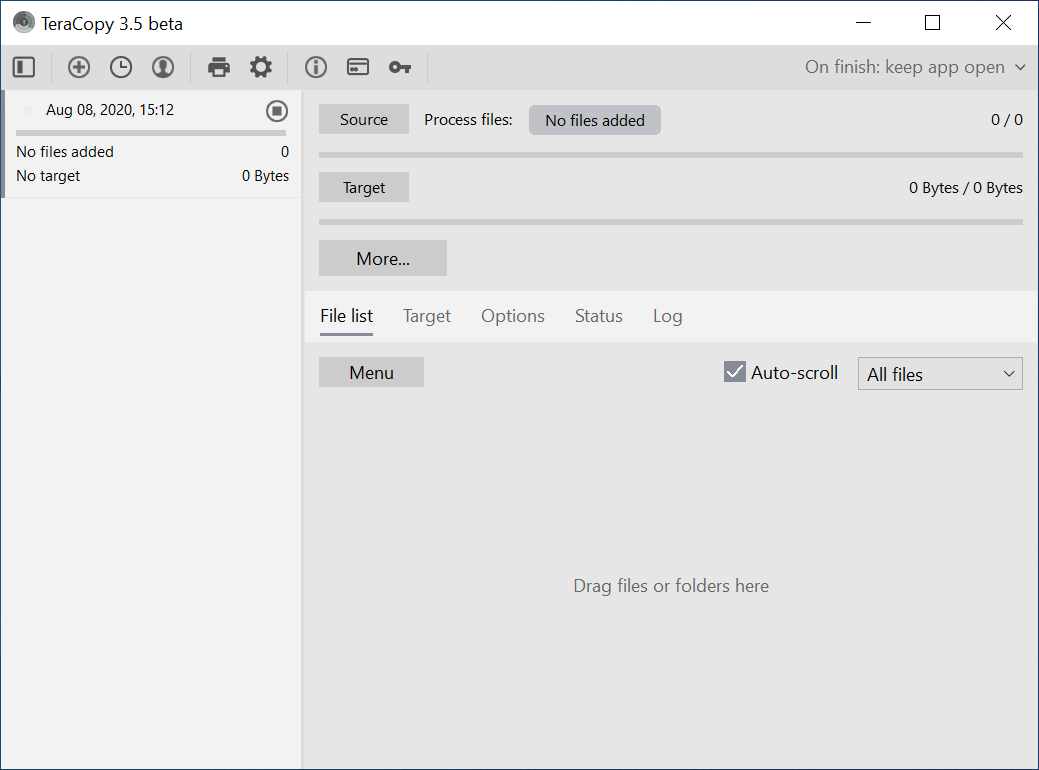 TeraCopy 3.5 beta
On finish: keep app open
Aug 08, 2020, 15:12
No files added 0
No target 0 Bytes
Source Process files: No files added 0 / 0
Target 0 Bytes / 0 Bytes
More...
File list Target Options Status Log
Menu Auto-scroll All files
Drag files or folders here